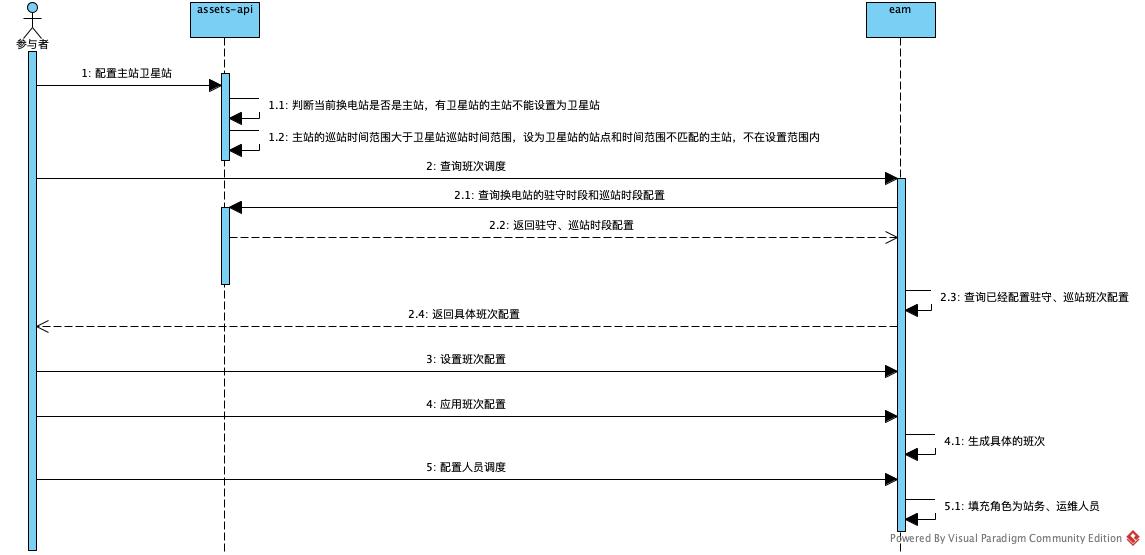 assets-api
eam
参与者
1: 配置主站卫星站
1.1: 判断当前换电站是否是主站，有卫星站的主站不能设置为卫星站
1.2: 主站的巡站时间范围大于卫星站巡站时间范围，设为卫星站的站点和时间范围不匹配的主站，不在设置范围内
2: 查询班次调度
2.1: 查询换电站的驻守时段和巡站时段配置
2.2: 返回驻守、巡站时段配置
2.3: 查询已经配置驻守、巡站班次配置
2.4: 返回具体班次配置
3: 设置班次配置
4: 应用班次配置
4.1: 生成具体的班次
5: 配置人员调度
5.1: 填充角色为站务、运维人员
Powered By Visual Paradigm Community Edition